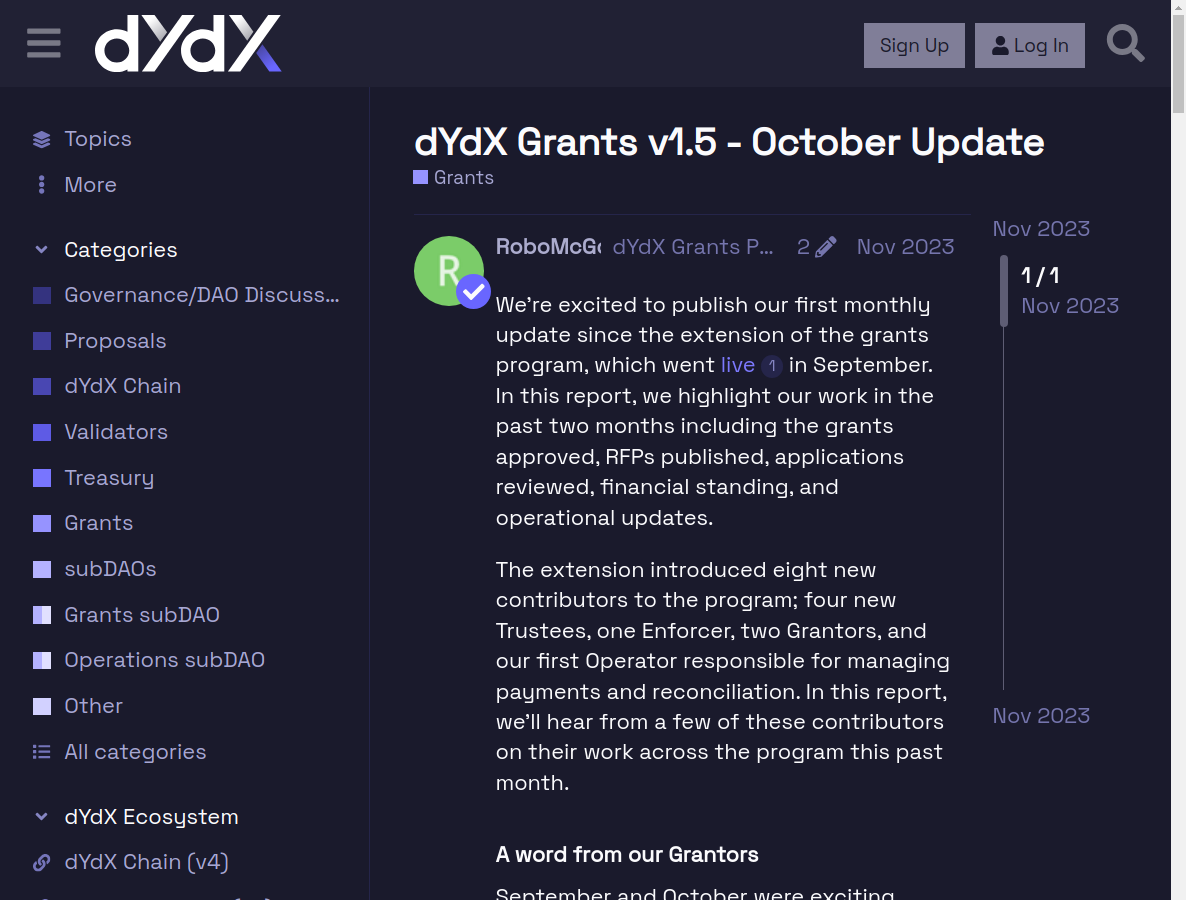 dYdX
Sign Up
Log In
Topics
More
Categories
Governance/DAO Discuss...
Proposals
dYdX Chain
Validators
Treasury
Grants
subDAOs
Grants subDAO
Operations subDAO
Other
All categories
dYdX Ecosystem
dYdX Chain (v4)
dYdX Grants v1.5 - October Update
Grants
R
RoboMcGo dYdX Grants P... 2 Nov 2023
We're excited to publish our first monthly
update since the extension of the grants
program, which went live 1 in September.
In this report, we highlight our work in the
past two months including the grants
approved, RFPs published, applications
reviewed, financial standing, and
operational updates.
The extension introduced eight new
contributors to the program; four new
Trustees, one Enforcer, two Grantors, and
our first Operator responsible for managing
payments and reconciliation. In this report,
we'll hear from a few of these contributors
on their work across the program this past
month.
A word from our Grantors
September and October were exciting
Nov 2023
1 / 1
Nov 2023
Nov 2023